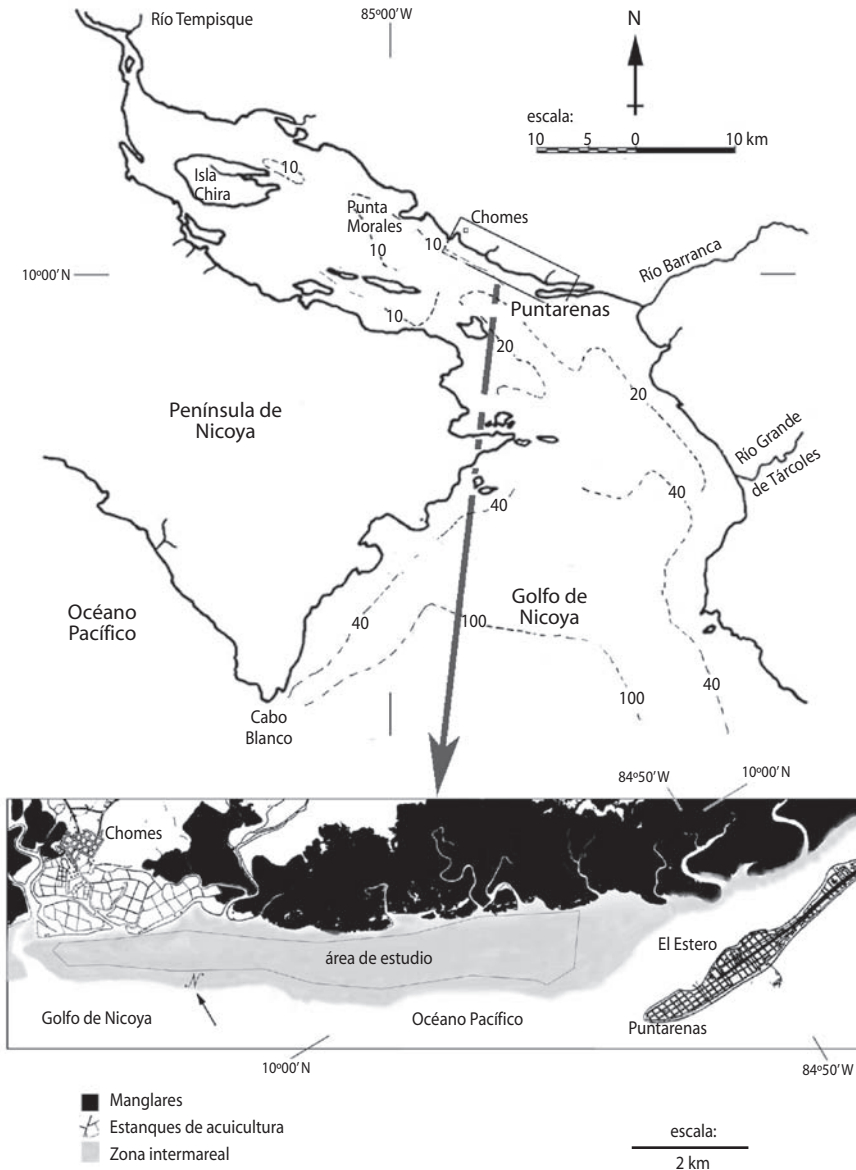 Río Tempisque
85º00' W
N
escala:
10 5 0 10 km
Isla
Chira
10
Punta
Morales
10
10
Chomes
10º00' N
Río Barranca
10
Puntarenas
20
20
Península de
Nicoya
Río Grande
de Tárcoles
40
40
Océano
Pacífico
Golfo de
Nicoya
40
100
100
40
Cabo
Blanco
84º50' W
10º00' N
Chomes
área de estudio
El Estero
N
Golfo de Nicoya
Océano Pacífico
Puntarenas
10º00' N
84º50' W
Manglares
Estanques de acuicultura
Zona intermareal
escala:
2 km